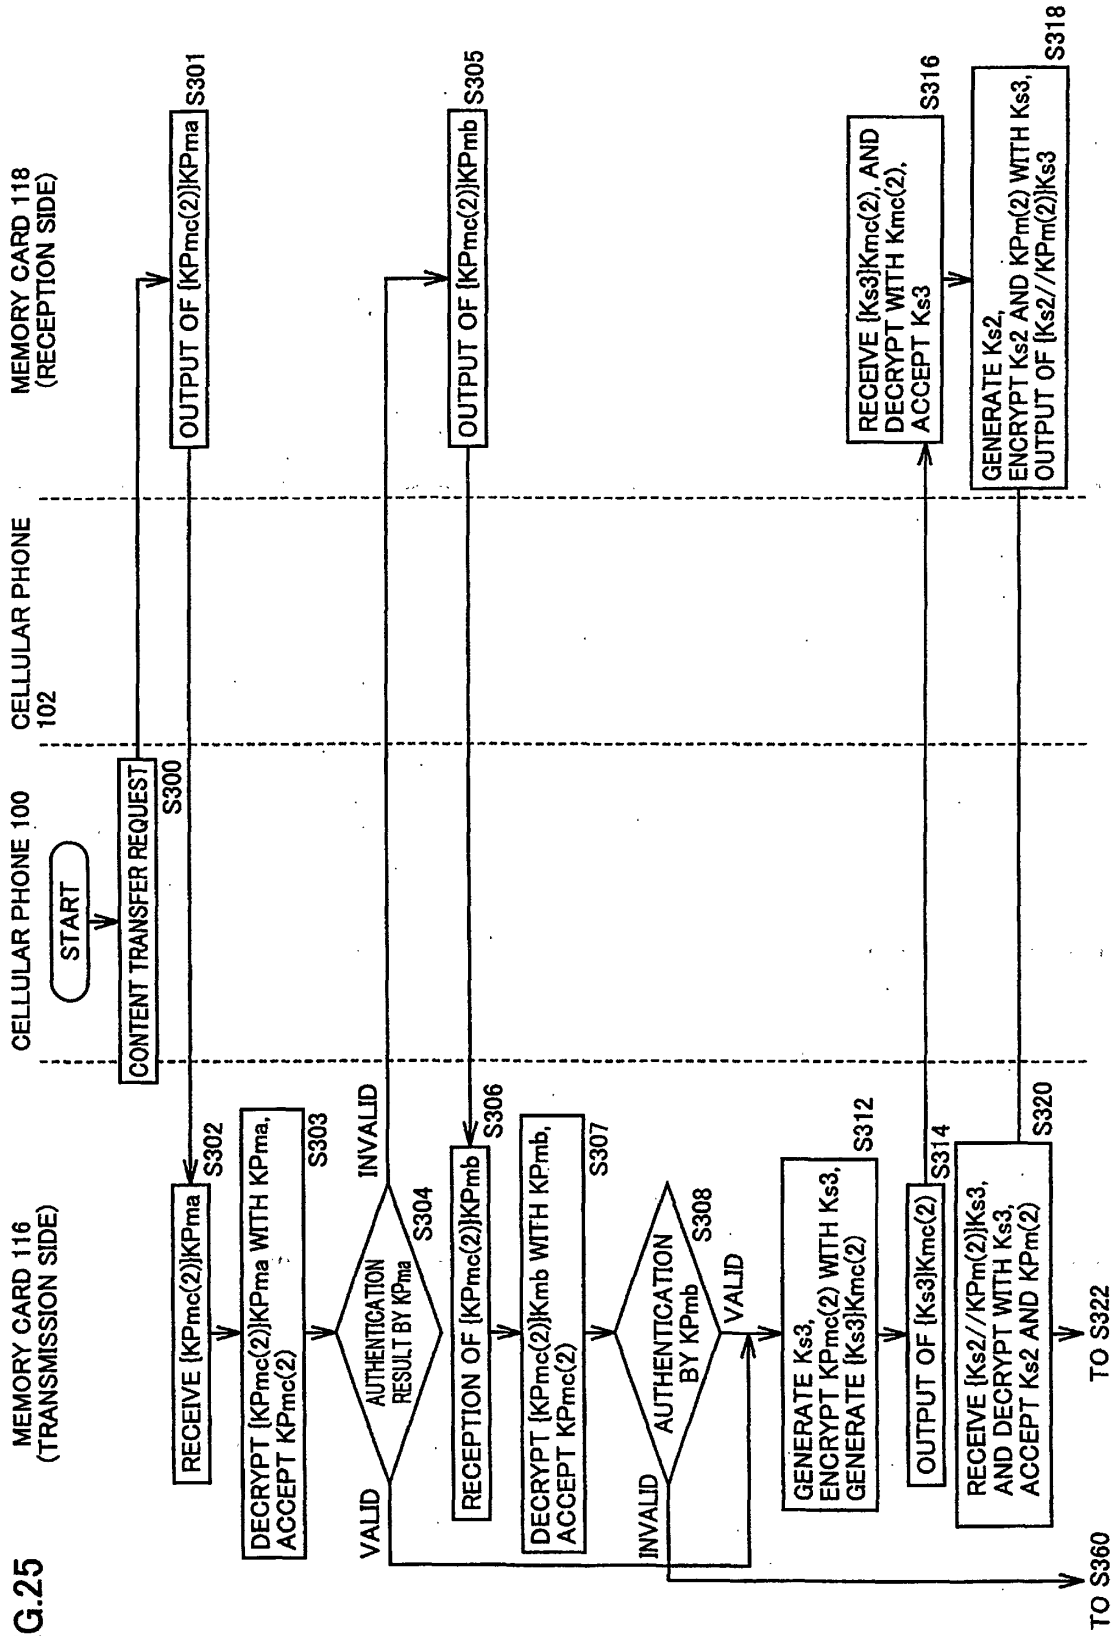 G.25
MEMORY CARD 116
(TRANSMISSION SIDE)
CELLULAR PHONE 100
CELLULAR PHONE
102
MEMORY CARD 118
(RECEPTION SIDE)
START
CONTENT TRANSFER REQUEST
S300
OUTPUT OF {KPmc(2)}KPma
S301
RECEIVE {KPmc(2)}KPma
S302
DECRYPT {KPmc(2)}KPma WITH KPma,
ACCEPT KPmc(2)
S303
AUTHENTICATION
RESULT BY KPma
S304
VALID
INVALID
OUTPUT OF {KPmc(2)}KPmb
S305
RECEPTION OF {KPmc(2)}KPmb
S306
DECRYPT {KPmc(2)}Kmb WITH KPmb,
ACCEPT KPmc(2)
S307
AUTHENTICATION
BY KPmb
S308
INVALID
VALID
GENERATE Ks3,
ENCRYPT KPmc(2) WITH Ks3,
GENERATE {Ks3}Kmc(2)
S312
OUTPUT OF {Ks3}Kmc(2)
S314
RECEIVE {Ks3}Kmc(2), AND
DECRYPT WITH Kmc(2),
ACCEPT Ks3
S316
GENERATE Ks2,
ENCRYPT Ks2 AND KPm(2) WITH Ks3,
OUTPUT OF {Ks2//KPm(2)}Ks3
S318
RECEIVE {Ks2//KPm(2)}Ks3,
AND DECRYPT WITH Ks3,
ACCEPT Ks2 AND KPm(2)
S320
TO S360
TO S322